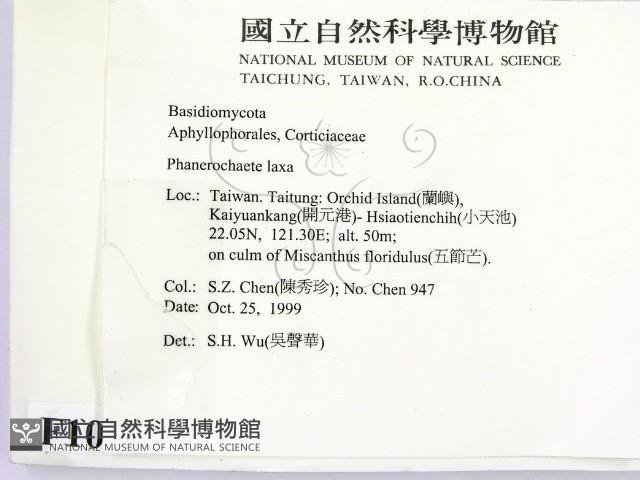 國立自然科學博物館
NATIONAL MUSEUM OF NATURAL SCIENCE
TAICHUNG, TAIWAN, R.O.CHINA
Basidiomycota
Aphyllophorales, Corticiaceae
Phanerochaete laxa
Loc.: Taiwan. Taitung: Orchid Island(蘭嶼),
Kaiyuankang(開元港)- Hsiaotienchih(小天池)
22.05N, 121.30E; alt. 50m;
on culm of Miscanthus floridulus(五節芒).
Col.: S.Z. Chen(陳秀珍); No. Chen 947
Date: Oct. 25, 1999
Det.: S.H. Wu(吳聲華)
國立自然科學博物館
NATIONAL MUSEUM OF NATURAL SCIENCE